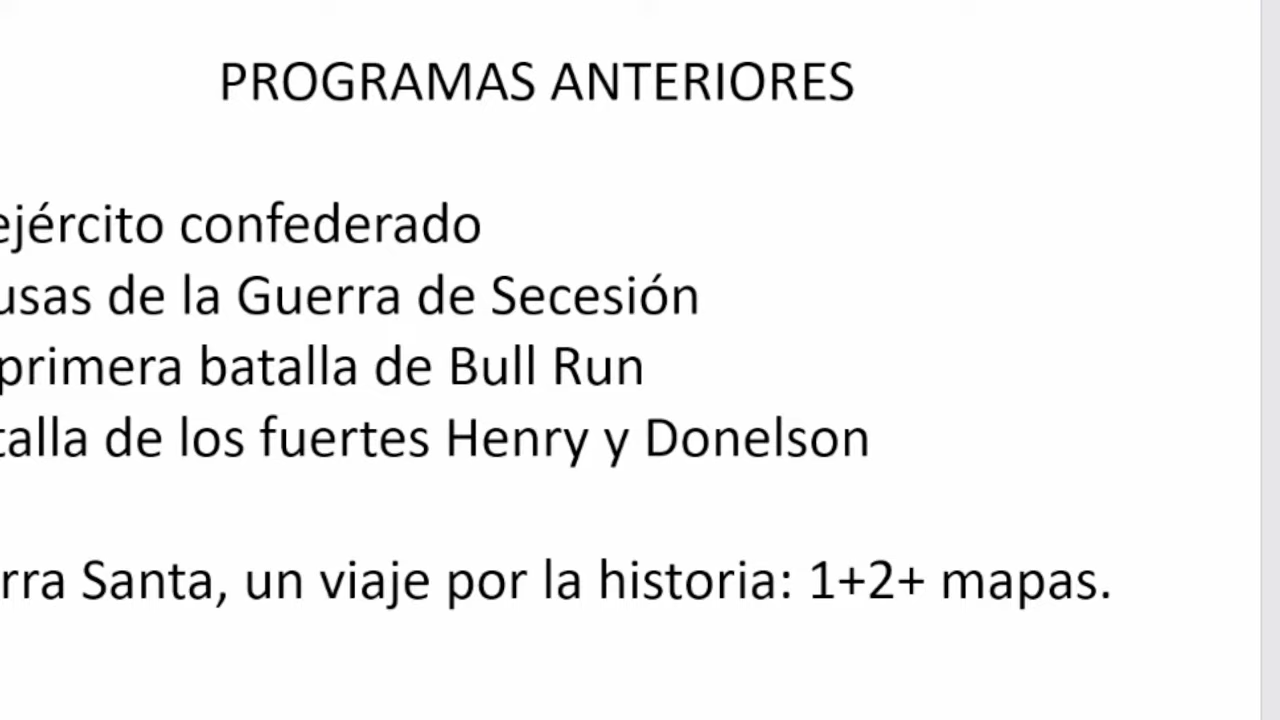 PROGRAMAS ANTERIORES
ejército confederado
usas de la Guerra de Secesión
primera batalla de Bull Run
talla de los fuertes Henry y Donelson
rra Santa, un viaje por la historia: 1+2+ mapas.